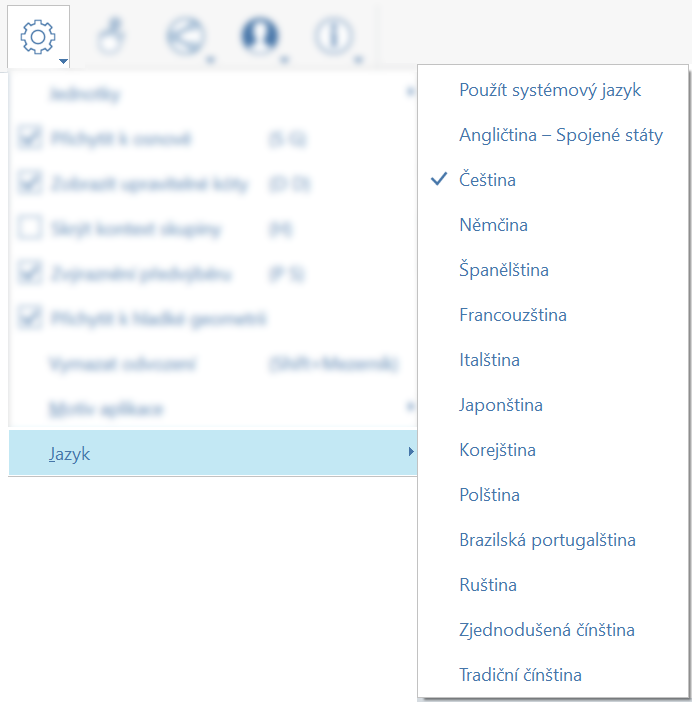 Jednotky
Přichytit k osnově (S G)
Zobrazit upravitelné kóty (D D)
Skrýt kontext skupiny (H)
Zvýraznění předvýběru (P S)
Přichytit k hladké geometrii
Vymazat odvození (Shift+Mezerník)
Motiv aplikace
Jazyk
Použít systémový jazyk
Angličtina – Spojené státy
Čeština
Němčina
Španělština
Francouzština
Italština
Japonština
Korejština
Polština
Brazilská portugalština
Ruština
Zjednodušená čínština
Tradiční čínština